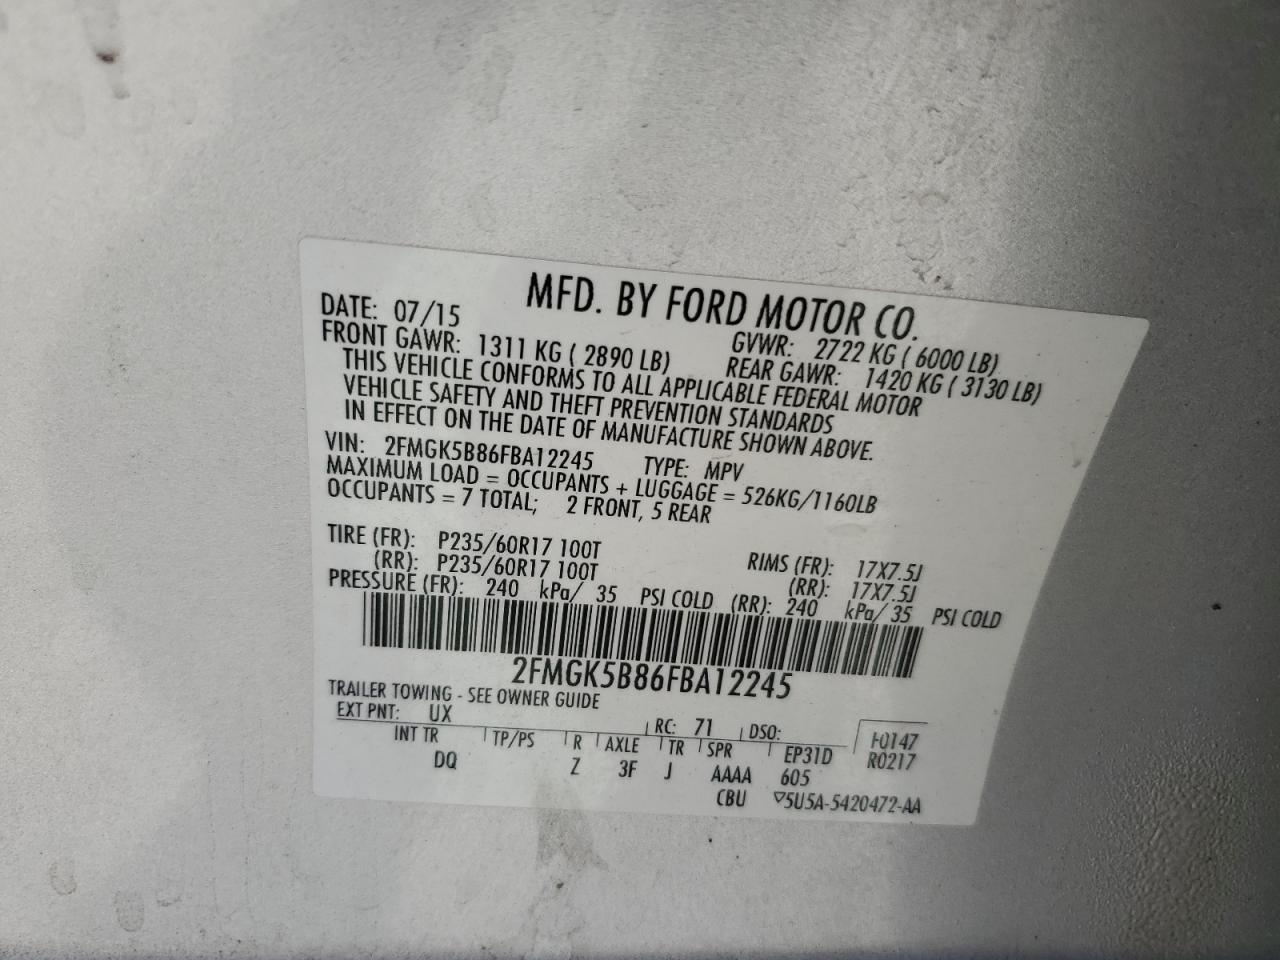 MFD. BY FORD MOTOR CO.
DATE: 07/15 GVWR: 2722 KG ( 6000 LB)
FRONT GAWR: 1311 KG ( 2890 LB) REAR GAWR: 1420 KG ( 3130 LB)
THIS VEHICLE CONFORMS TO ALL APPLICABLE FEDERAL MOTOR
VEHICLE SAFETY AND THEFT PREVENTION STANDARDS
IN EFFECT ON THE DATE OF MANUFACTURE SHOWN ABOVE.
VIN: 2FMGK5B86FBA12245 TYPE: MPV
MAXIMUM LOAD = OCCUPANTS + LUGGAGE = 526KG/1160LB
OCCUPANTS = 7 TOTAL; 2 FRONT, 5 REAR
TIRE (FR): P235/60R17 100T RIMS (FR): 17X7.5J
(RR): P235/60R17 100T (RR): 17X7.5J
PRESSURE (FR): 240 kPa/ 35 PSI COLD (RR): 240 kPa/ 35 PSI COLD
2FMGK5B86FBA12245
TRAILER TOWING - SEE OWNER GUIDE
EXT PNT: UX RC: 71 DSO: F0147
INT TR TP/PS R AXLE TR SPR EP31D R0217
DQ Z 3F J AAAA 605
CBU ▽5U5A-5420472-AA